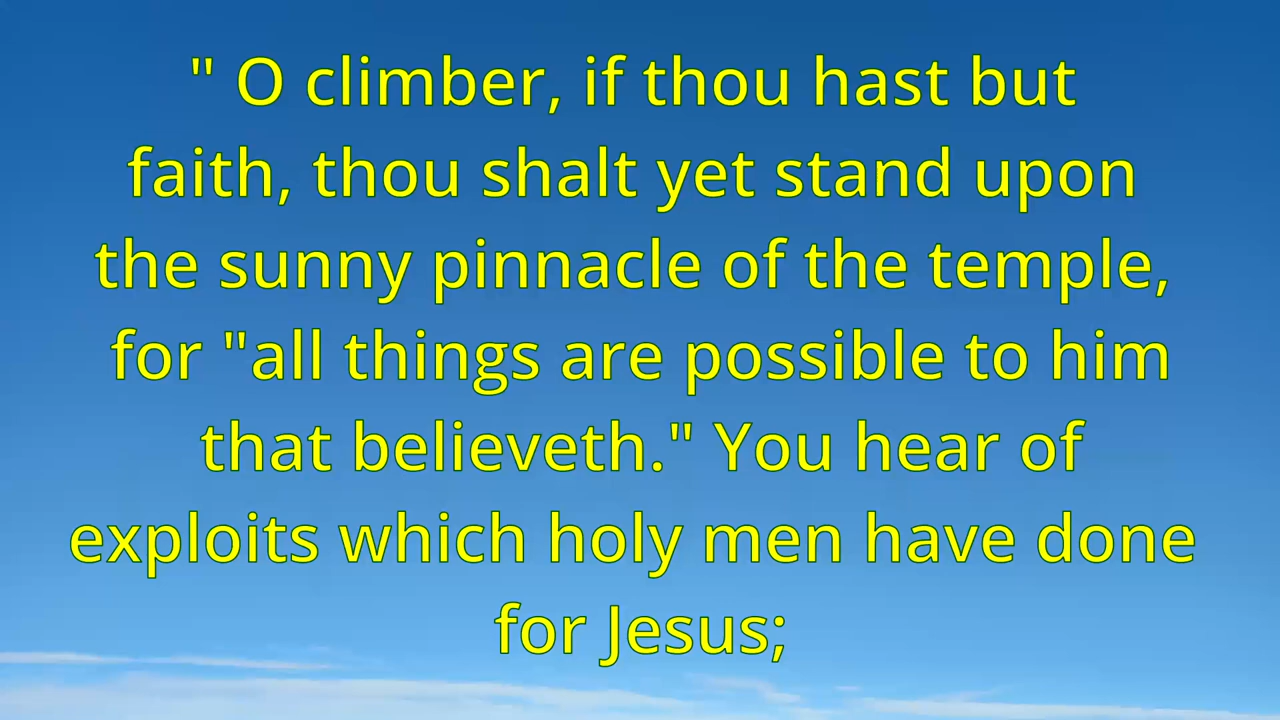 " O climber, if thou hast but
faith, thou shalt yet stand upon
the sunny pinnacle of the temple,
for "all things are possible to him
that believeth." You hear of
exploits which holy men have done
for Jesus;